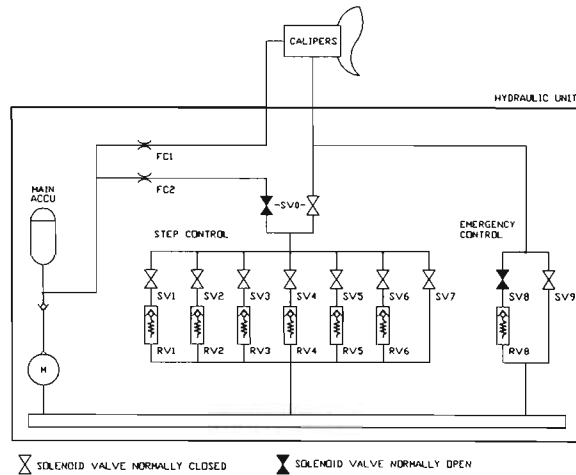 CALIPERS
HYDRAULIC UNIT
FC1
MAIN
ACCU
FC2
-SV0-
STEP CONTROL
EMERGENCY
CONTROL
SV1 SV2 SV3 SV4 SV5 SV6 SV7 SV8 SV9
RV1 RV2 RV3 RV4 RV5 RV6 RV8
M
SOLENOID VALVE NORMALLY CLOSED
SOLENOID VALVE NORMALLY OPEN